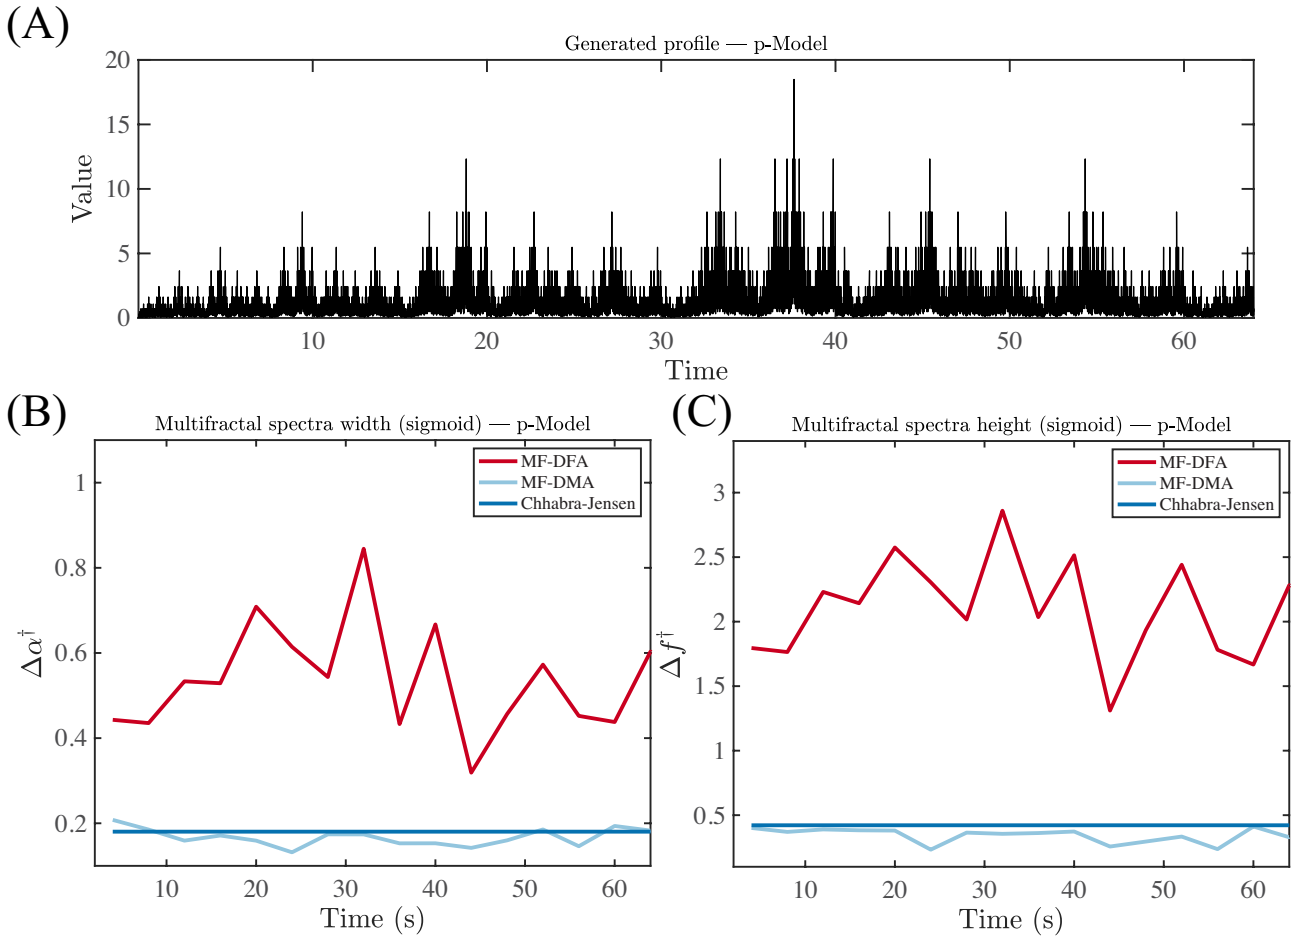 (A)
Generated profile — p-Model
Value
20
15
10
5
0
10
20
30
40
50
60
Time
(B)
Multifractal spectra width (sigmoid) — p-Model
Δα†
1
0.8
0.6
0.4
0.2
MF-DFA
MF-DMA
Chhabra-Jensen
10
20
30
40
50
60
Time (s)
(C)
Multifractal spectra height (sigmoid) — p-Model
Δf†
3
2.5
2
1.5
1
0.5
MF-DFA
MF-DMA
Chhabra-Jensen
10
20
30
40
50
60
Time (s)